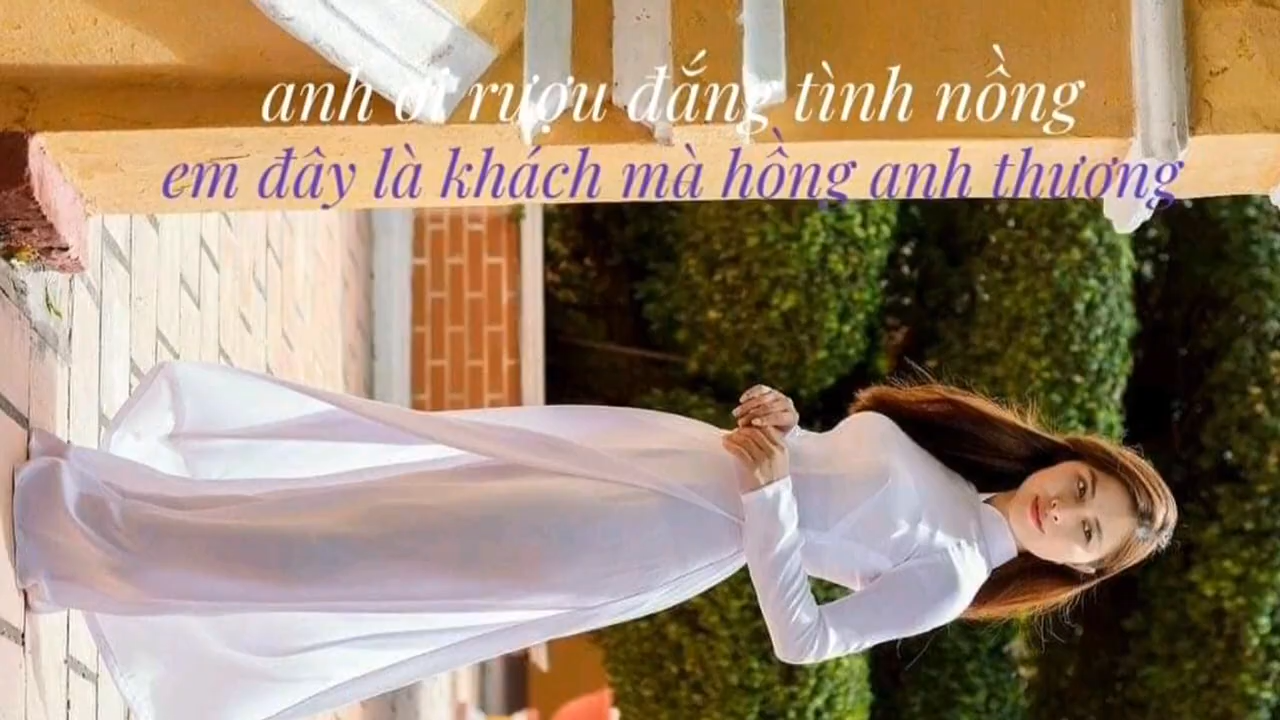 anh ơi rượu đắng tình nồng
em đây là khách mà hồng anh thương